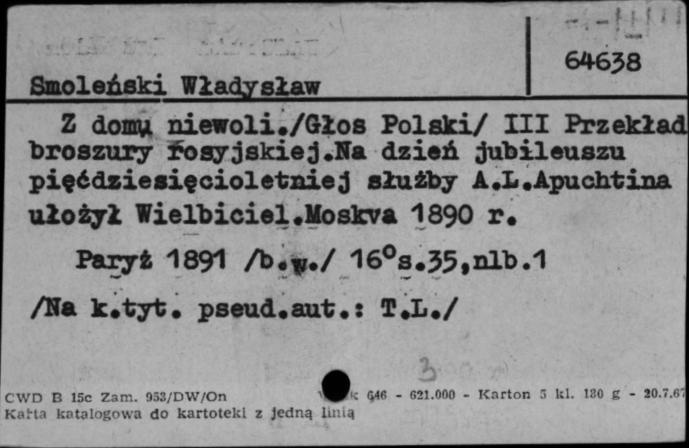 64638
Smoleński Władysław
Z domu niewoli./Głos Polski/ III Przekład
broszury rosyjskiej.Na dzień jubileuszu
pięćdziesięcioletniej służby A.L.Apuchtina
ułożył Wielbiciel.Moskva 1890 r.
Paryż 1891 /b.w./ 16°s.35,nlb.1
/Na k.tyt. pseud.aut.: T.L./
3
CWD B 15c Zam. 953/DW/On 646 - 621.000 - Karton 5 kl. 180 g - 20.7.67
Karta katalogowa do kartoteki z jedną linią